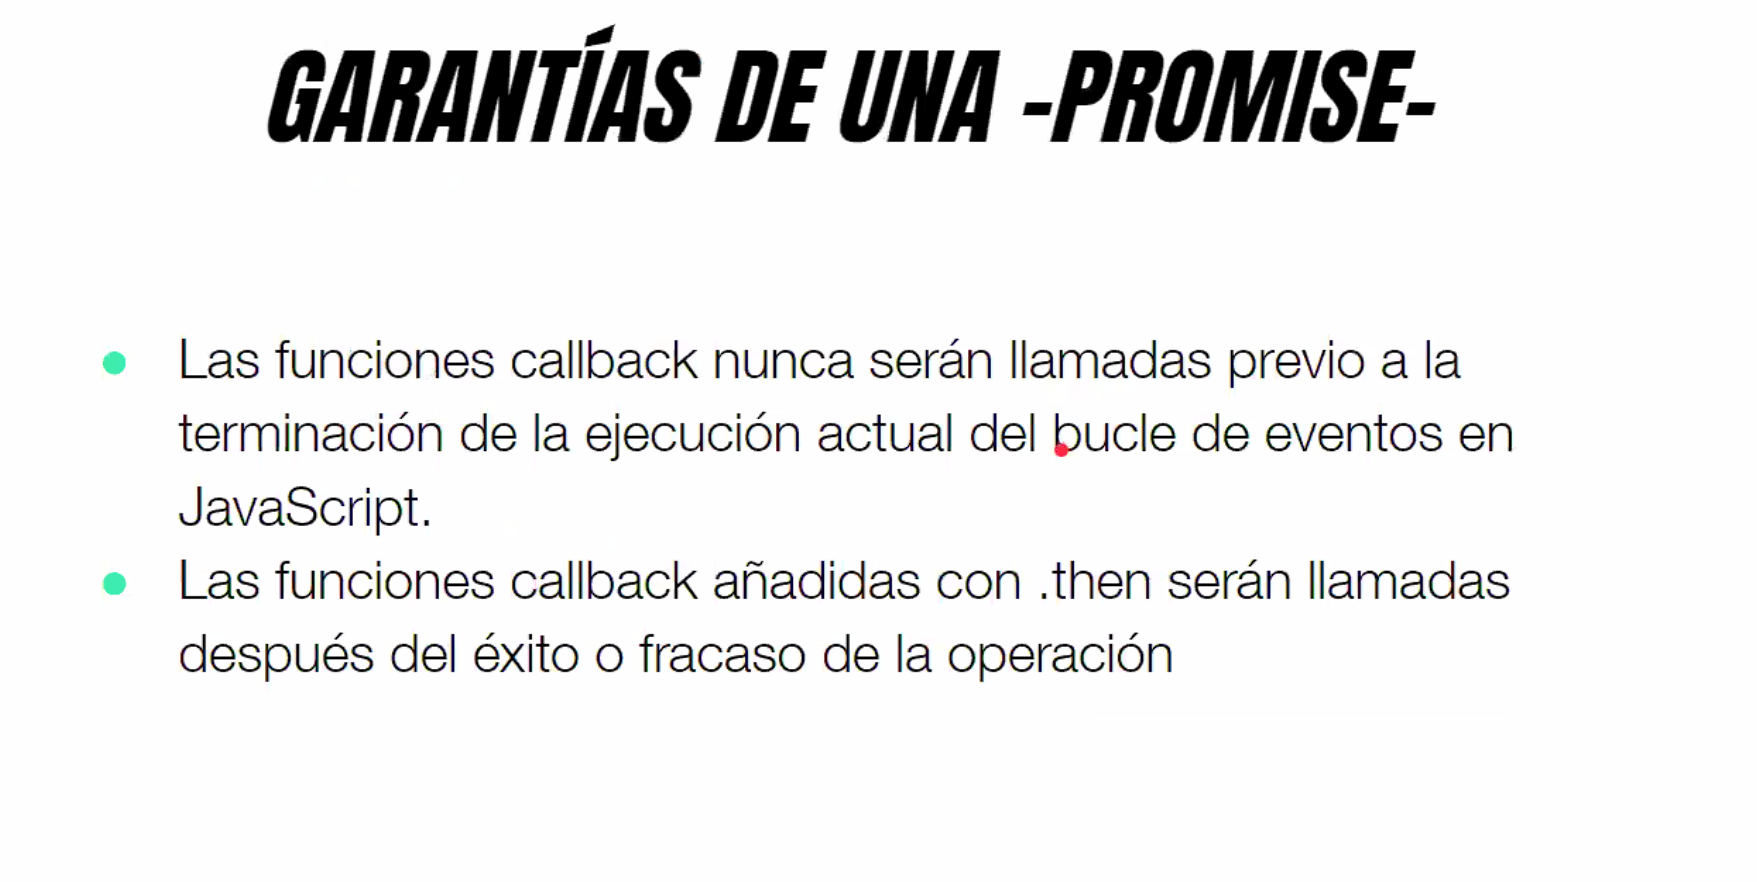 GARANTÍAS DE UNA -PROMISE-
Las funciones callback nunca serán llamadas previo a la
terminación de la ejecución actual del bucle de eventos en
JavaScript.
Las funciones callback añadidas con .then serán llamadas
después del éxito o fracaso de la operación